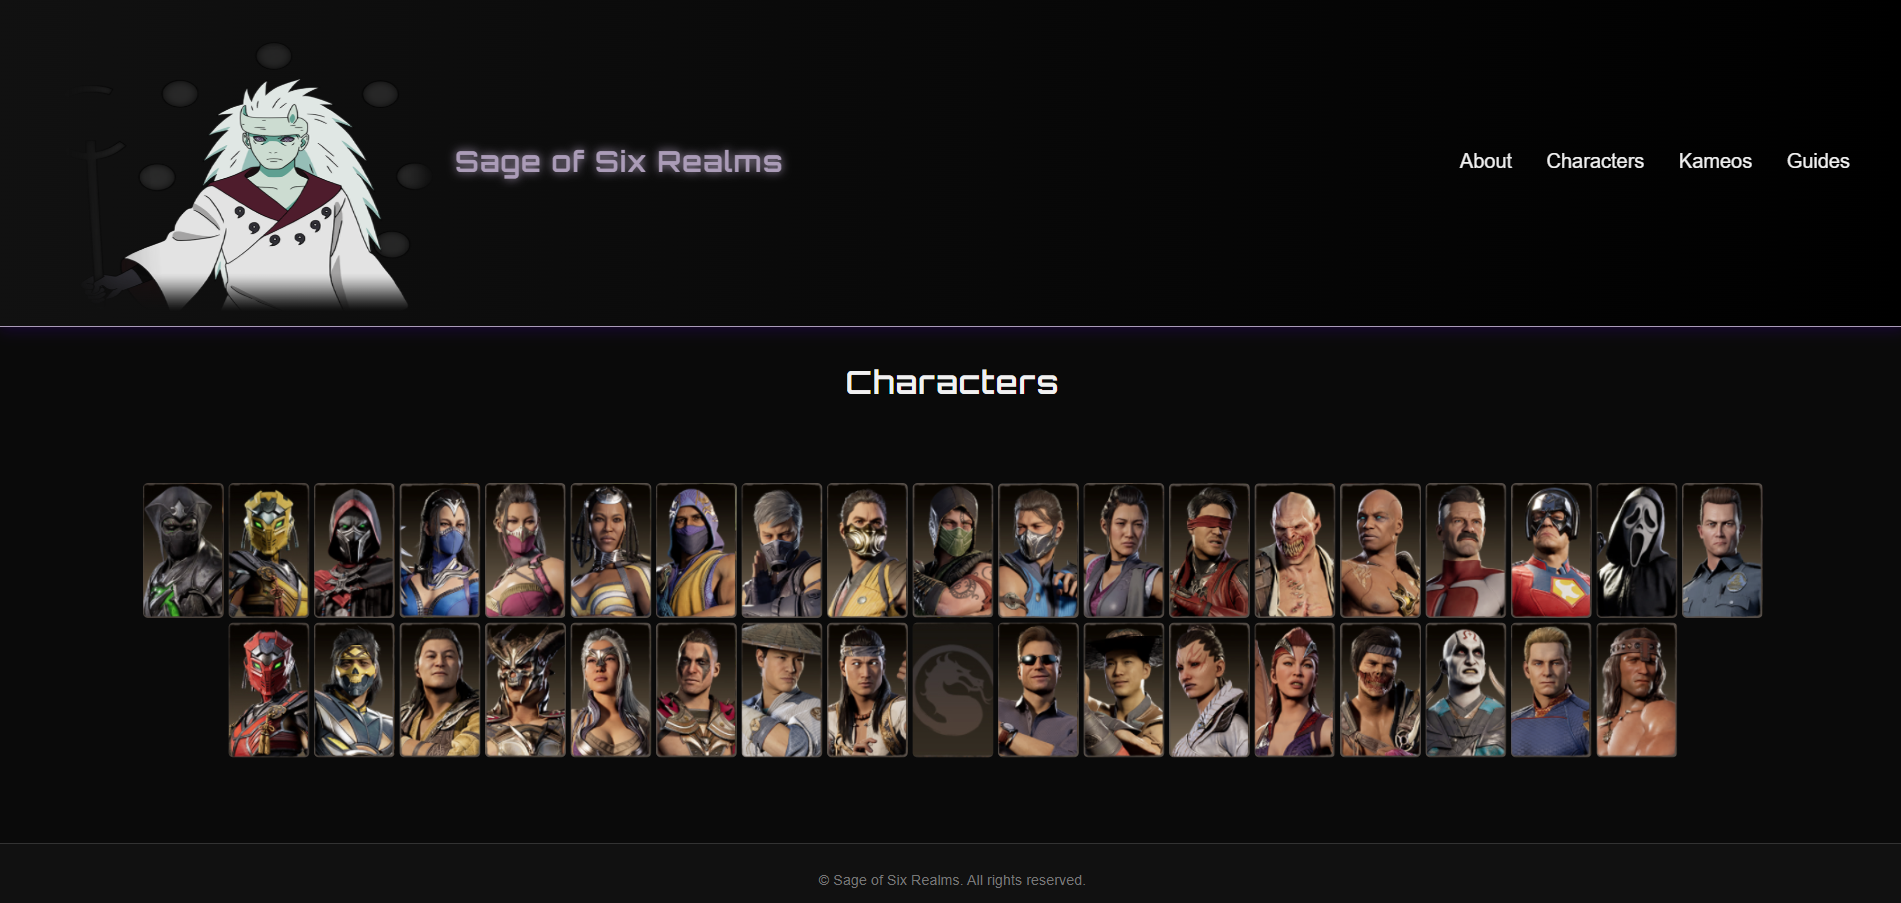 Sage of Six Realms
About Characters Kameos Guides
Characters
© Sage of Six Realms. All rights reserved.